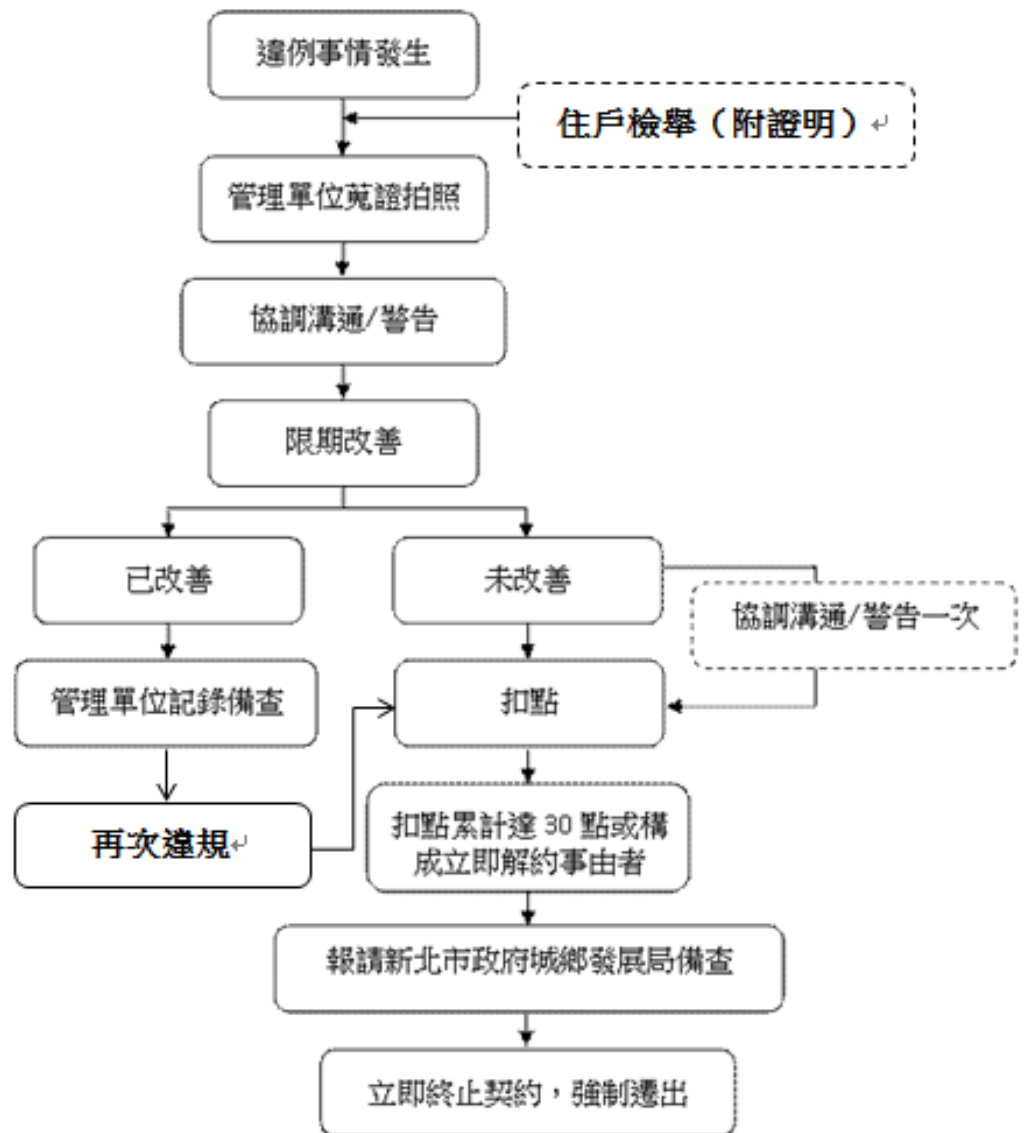 違例事情發生
住戶檢舉（附證明）↵
管理單位蒐證拍照
協調溝通/警告
限期改善
已改善
未改善
協調溝通/警告一次
管理單位記錄備查
扣點
再次違規↵
扣點累計達 30 點或構
成立即解約事由者
報請新北市政府城鄉發展局備查
立即終止契約，強制遷出